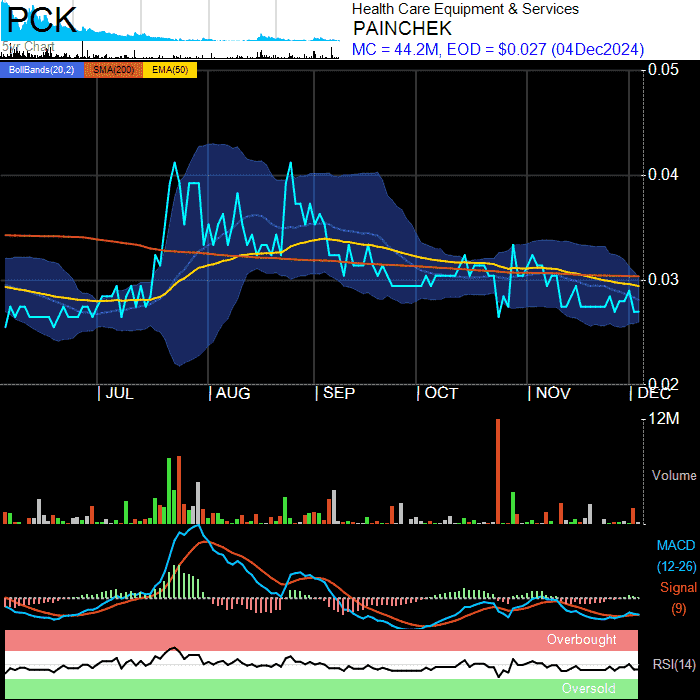 PCK
5yr Chart
Health Care Equipment & Services
PAINCHEK
MC = 44.2M, EOD = $0.027 (04Dec2024)
BollBands(20,2) SMA(200) EMA(50)
0.05
0.04
0.03
0.02
JUL AUG SEP OCT NOV DEC
12M
Volume
MACD
(12-26)
Signal
(9)
Overbought
RSI(14)
Oversold